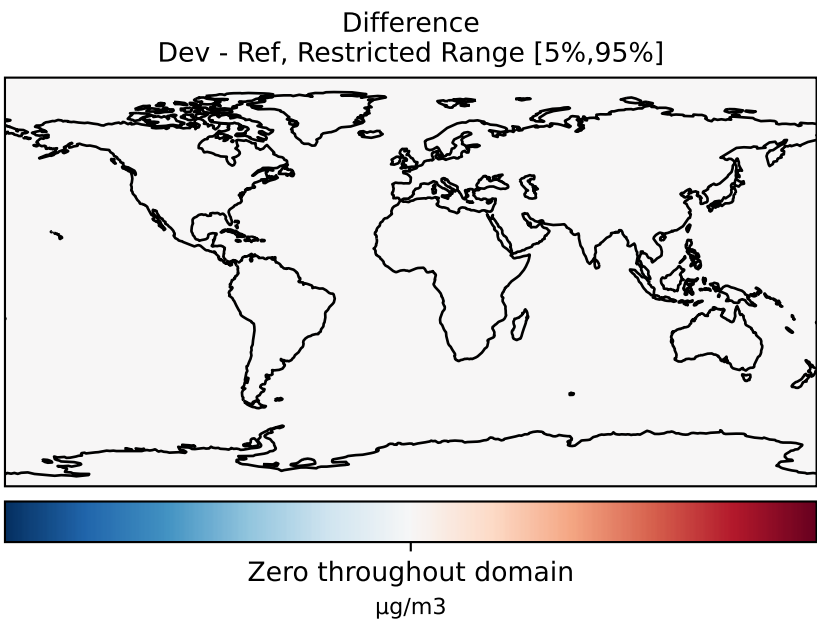 Difference
Dev - Ref, Restricted Range [5%,95%]
Zero throughout domain
μg/m3